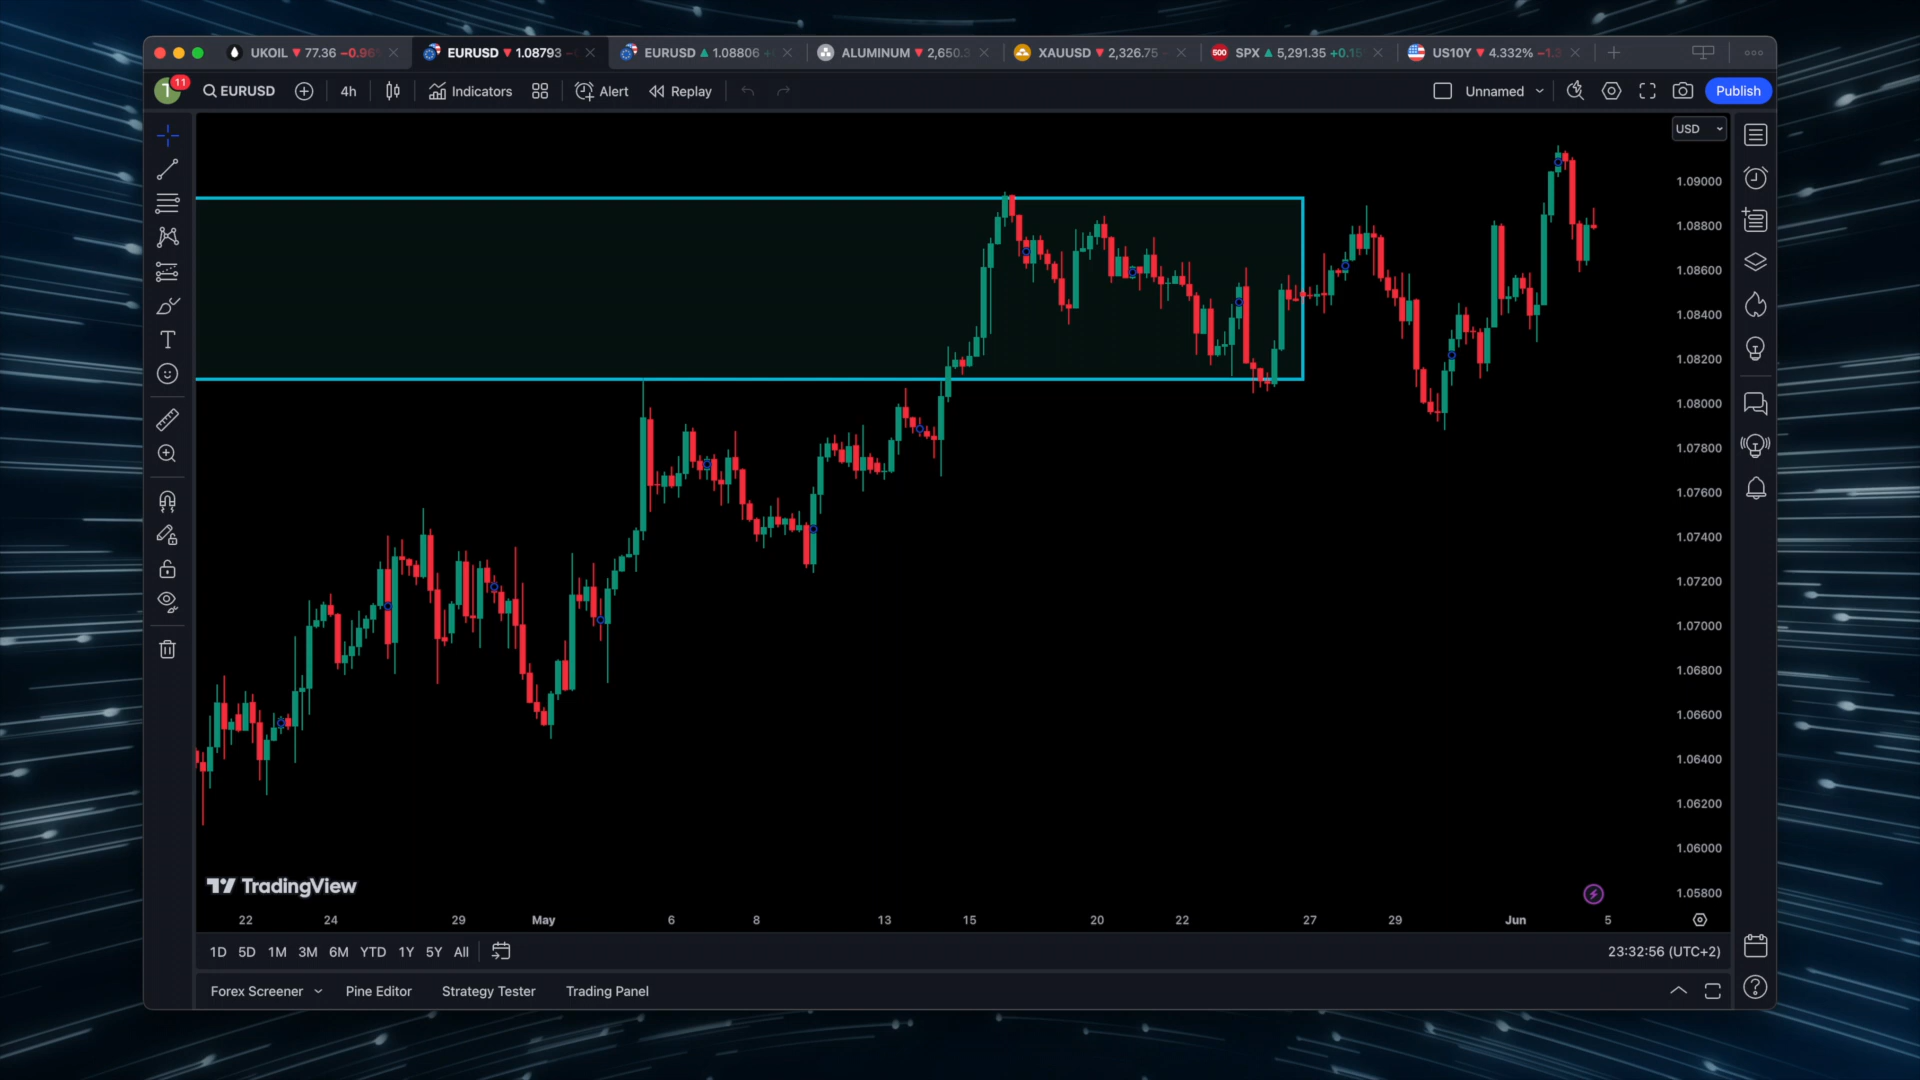 UKOIL 77.36 −0.96
EURUSD 1.08793
EURUSD 1.08806
ALUMINUM 2,650.3
XAUUSD 2,326.75
500 SPX 5,291.35 +0.15
US10Y 4.332% −1.3
11
EURUSD
4h
Indicators
Alert
Replay
Unnamed
Publish
USD
T
1.09000
1.08800
1.08600
1.08400
1.08200
1.08000
1.07800
1.07600
1.07400
1.07200
1.07000
1.06800
1.06600
1.06400
1.06200
1.06000
1.05800
TradingView
22 24 29 May 6 8 13 15 20 22 27 29 Jun 5
1D 5D 1M 3M 6M YTD 1Y 5Y All
23:32:56 (UTC+2)
Forex Screener Pine Editor Strategy Tester Trading Panel